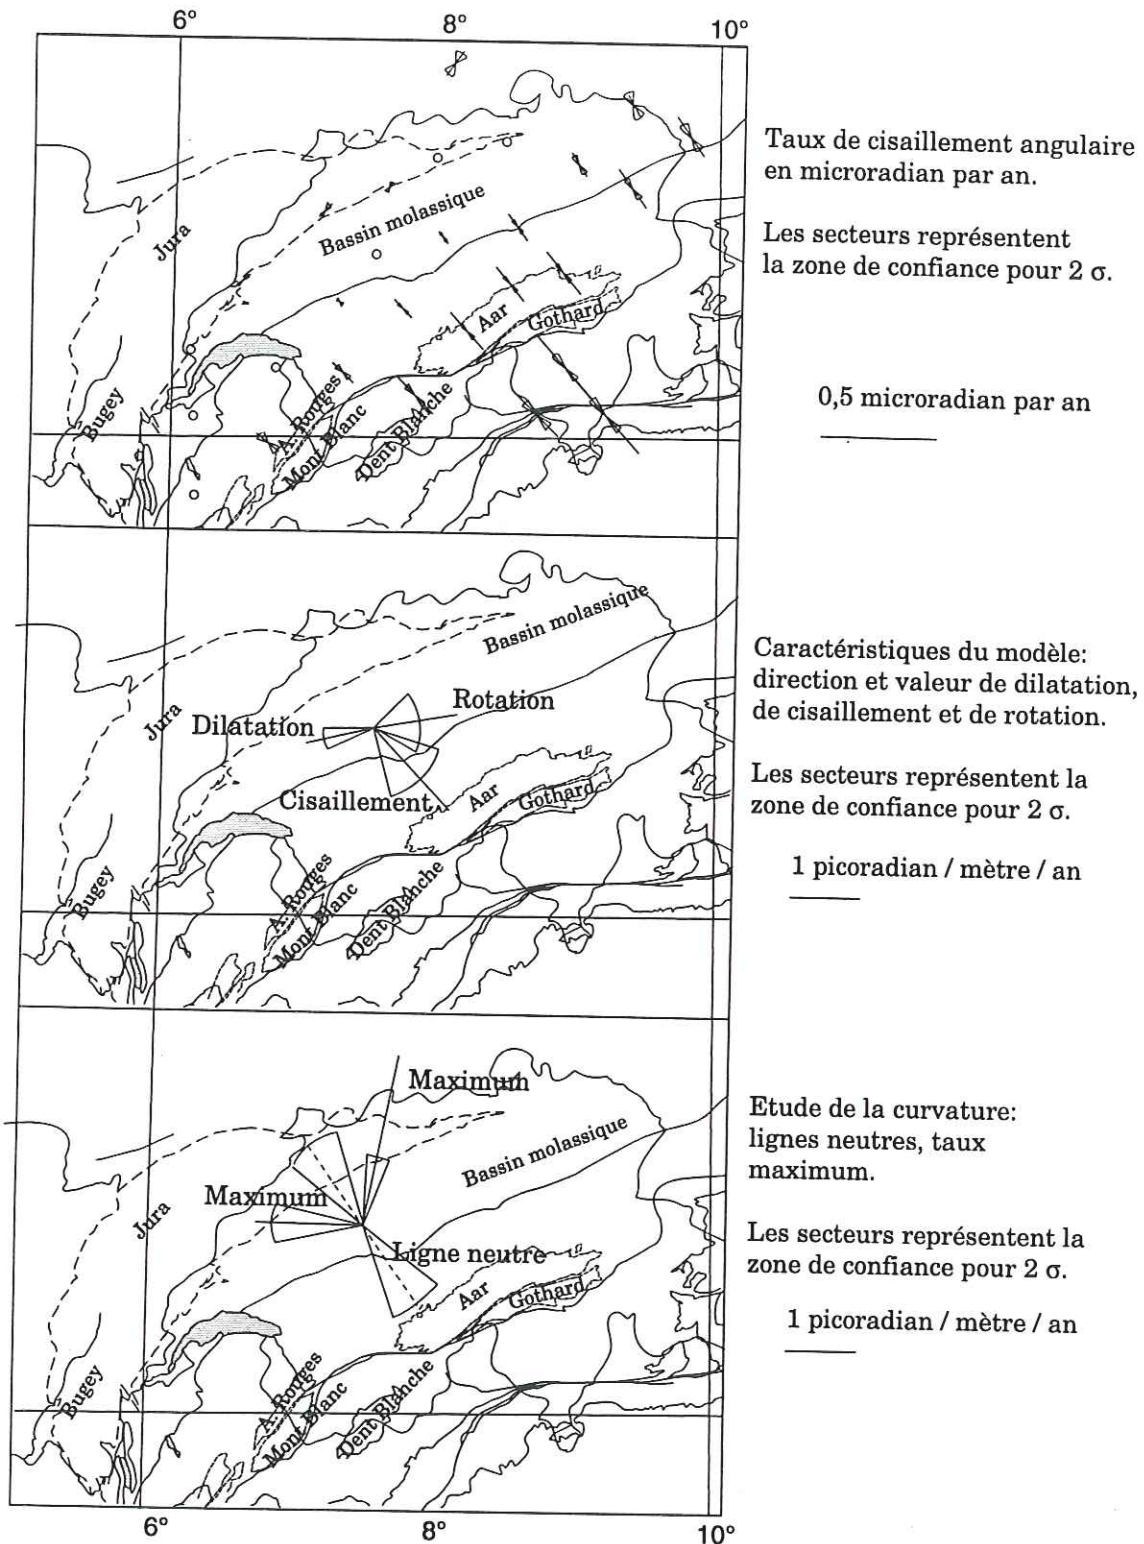 6° 8° 10°
Taux de cisaillement angulaire
en microradian par an.
Les secteurs représentent
la zone de confiance pour 2 σ.
0,5 microradian par an
Jura
Bassin molassique
Aar
Gothard
Bugey
A. Rouges
Mont Blanc
Dent Blanche
Bassin molassique
Caractéristiques du modèle:
direction et valeur de dilatation,
de cisaillement et de rotation.
Les secteurs représentent la
zone de confiance pour 2 σ.
1 picoradian / mètre / an
Jura
Dilatation
Rotation
Cisaillement
Aar
Gothard
Bugey
A. Rouges
Mont Blanc
Dent Blanche
Maximum
Bassin molassique
Etude de la curvature:
lignes neutres, taux
maximum.
Les secteurs représentent la
zone de confiance pour 2 σ.
1 picoradian / mètre / an
Jura
Maximum
Ligne neutre
Aar
Gothard
Bugey
A. Rouges
Mont Blanc
Dent Blanche
6° 8° 10°